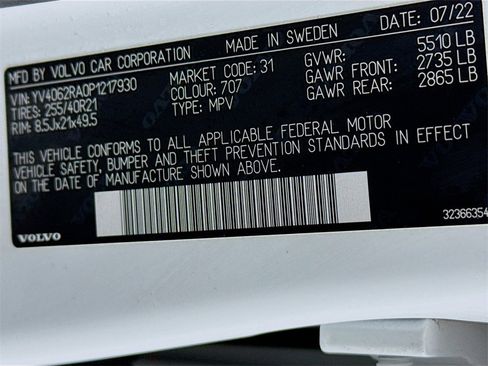 MFD BY VOLVO CAR CORPORATION MADE IN SWEDEN DATE: 07/22
VIN: YV4062RA0P1217930 MARKET CODE: 31 GVWR: 5510 LB
TIRES: 255/40R21 COLOUR: 707 GAWR FRONT: 2735 LB
RIM: 8.5Jx21x49.5 TYPE: MPV GAWR REAR: 2865 LB
THIS VEHICLE CONFORMS TO ALL APPLICABLE FEDERAL MOTOR
VEHICLE SAFETY, BUMPER AND THEFT PREVENTION STANDARDS IN EFFECT
ON THE DATE OF MANUFACTURE SHOWN ABOVE.
VOLVO 32366354